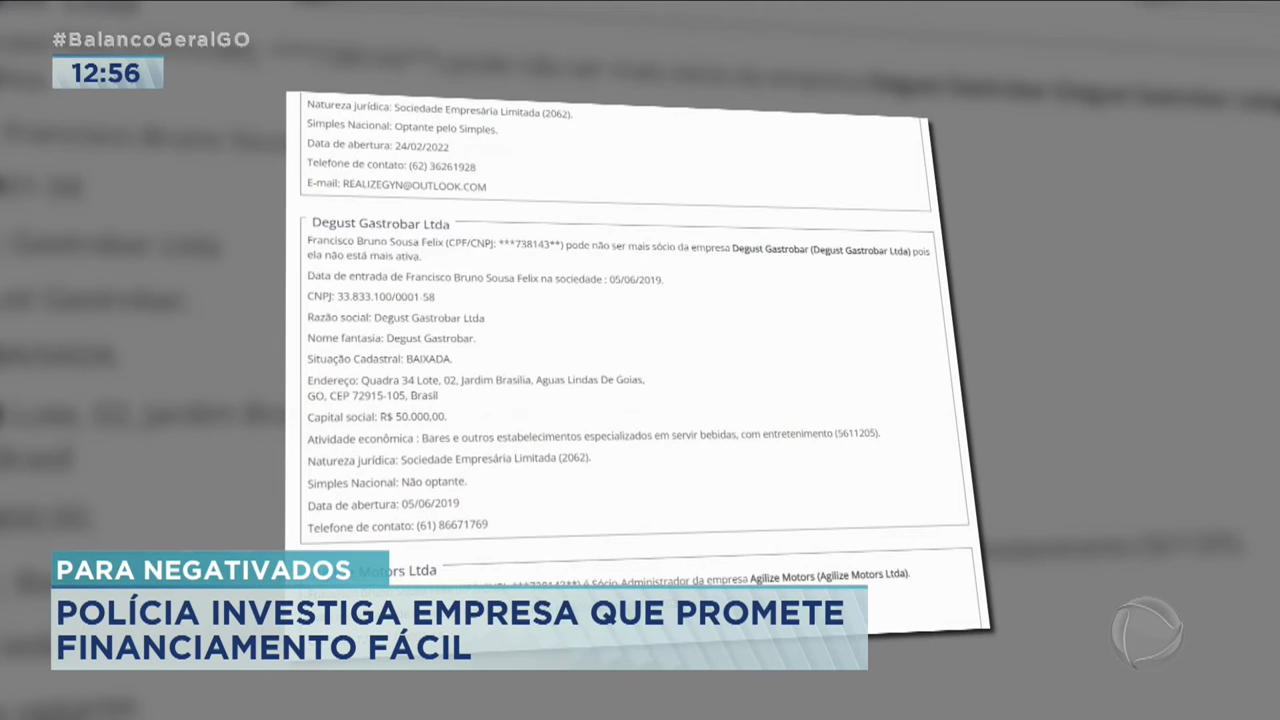 #BalancoGeralGO
12:56
Natureza jurídica: Sociedade Empresária Limitada (2062).
Simples Nacional: Optante pelo Simples.
Data de abertura: 24/02/2022
Telefone de contato: (62) 36261928
E-mail: REALIZEGYN@OUTLOOK.COM
Degust Gastrobar Ltda
Francisco Bruno Sousa Felix (CPF/CNPJ: ***738143**) pode não ser mais sócio da empresa Degust Gastrobar (Degust Gastrobar Ltda) pois
ela não está mais ativa.
Data de entrada de Francisco Bruno Sousa Felix na sociedade : 05/06/2019.
CNPJ: 33.833.100/0001-58
Razão social: Degust Gastrobar Ltda
Nome fantasia: Degust Gastrobar.
Situação Cadastral: BAIXADA.
Endereço: Quadra 34 Lote, 02, Jardim Brasilia, Aguas Lindas De Goias,
GO, CEP 72915-105, Brasil
Capital social: R$ 50.000,00.
Atividade econômica : Bares e outros estabelecimentos especializados em servir bebidas, com entretenimento (5611205).
Natureza jurídica: Sociedade Empresária Limitada (2062).
Simples Nacional: Não optante.
Data de abertura: 05/06/2019
Telefone de contato: (61) 86671769
Motors Ltda
é Sócio Administrador da empresa Agilize Motors (Agilize Motors Ltda).
PARA NEGATIVADOS
POLÍCIA INVESTIGA EMPRESA QUE PROMETE
FINANCIAMENTO FÁCIL